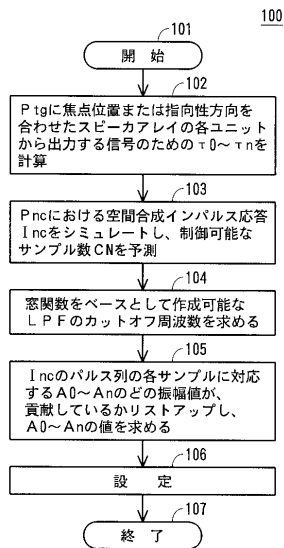 100
101
開 始
102
Ptgに焦点位置または指向性方向を
合わせたスピーカアレイの各ユニット
から出力する信号のためのτ0~τnを
計算
103
Pncにおける空間合成インパルス応答
Incをシミュレートし、制御可能な
サンプル数CNを予測
104
窓関数をベースとして作成可能な
LPFのカットオフ周波数を求める
105
Incのパルス列の各サンプルに対応
するA0~Anのどの振幅値が、
貢献しているかリストアップし、
A0~Anの値を求める
106
設 定
107
終 了